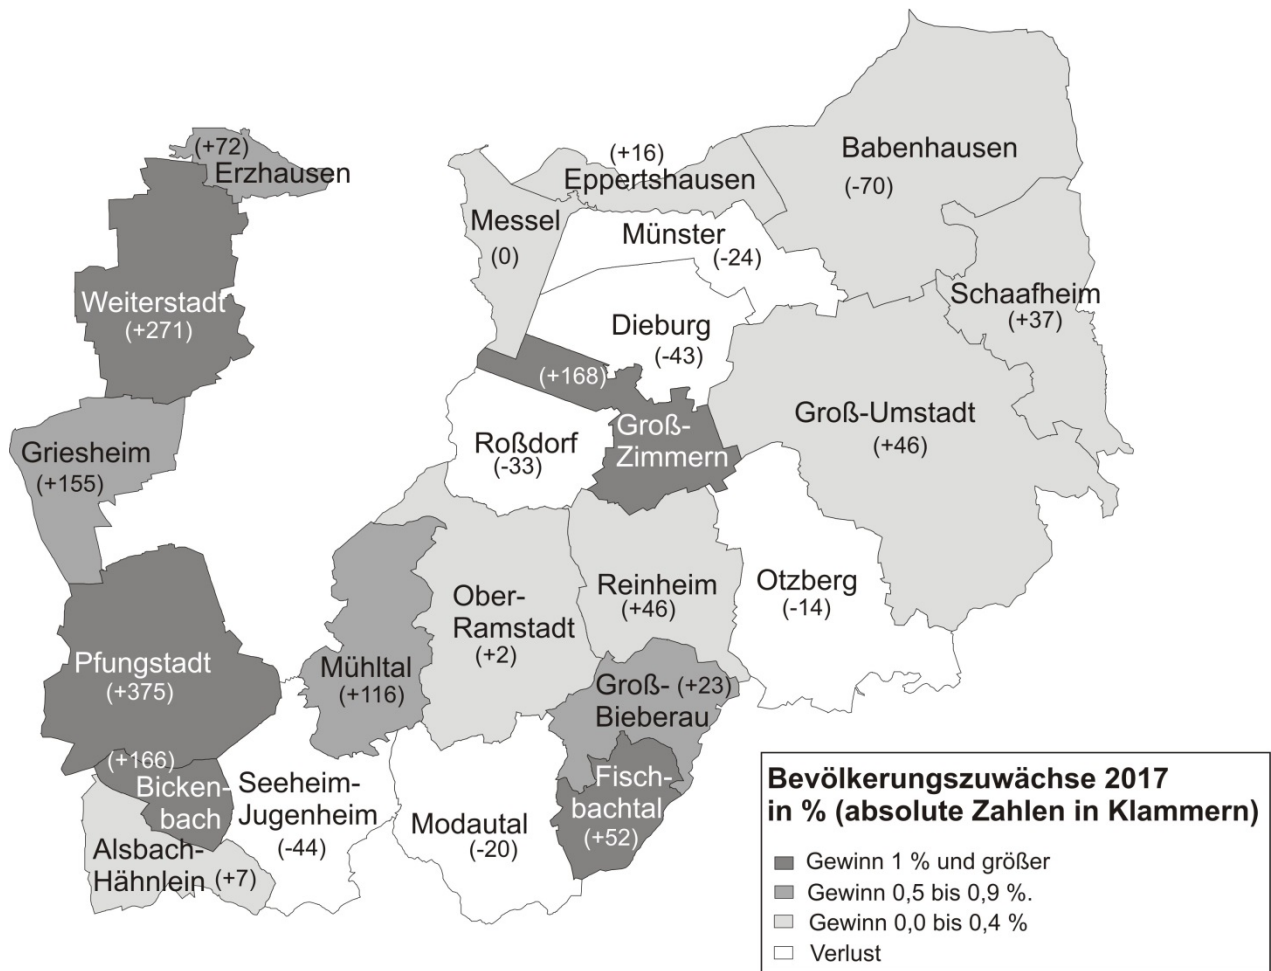 (+72)
Erzhausen
Weiterstadt
(+271)
Griesheim
(+155)
Pfungstadt
(+375)
(+166)
Bicken-
bach
Alsbach-
Hähnlein (+7)
Seeheim-
Jugenheim
(-44)
Mühltal
(+116)
Modautal
(-20)
Ober-
Ramstadt
(+2)
Roßdorf
(-33)
Messel
(0)
(+16)
Eppertshausen
Münster
(-24)
Dieburg
(-43)
(+168)
Groß-
Zimmern
Babenhausen
(-70)
Schaafheim
(+37)
Groß-Umstadt
(+46)
Reinheim
(+46)
Otzberg
(-14)
Groß- (+23)
Bieberau
Fisch-
bachtal
(+52)
Bevölkerungszuwächse 2017
in % (absolute Zahlen in Klammern)
Gewinn 1 % und größer
Gewinn 0,5 bis 0,9 %.
Gewinn 0,0 bis 0,4 %
Verlust